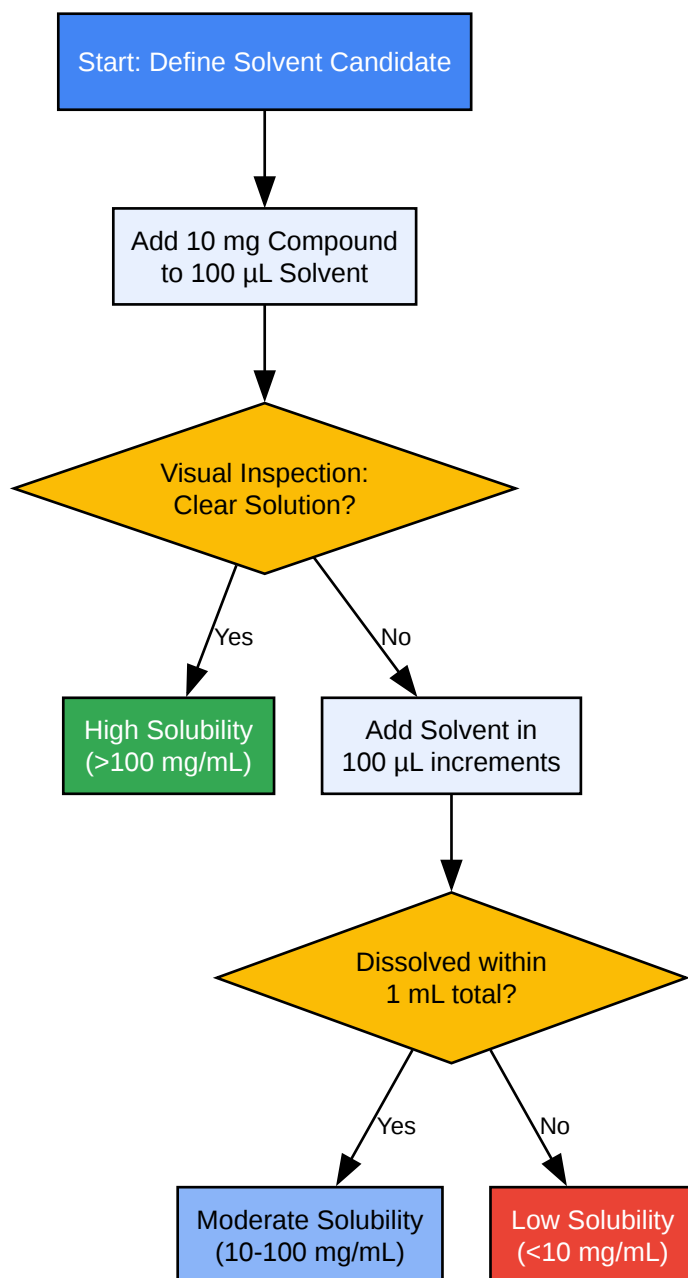 Start: Define Solvent Candidate
Add 10 mg Compound
to 100 µL Solvent
Visual Inspection:
Clear Solution?
Yes
No
High Solubility
(>100 mg/mL)
Add Solvent in
100 µL increments
Dissolved within
1 mL total?
Yes
No
Moderate Solubility
(10-100 mg/mL)
Low Solubility
(<10 mg/mL)